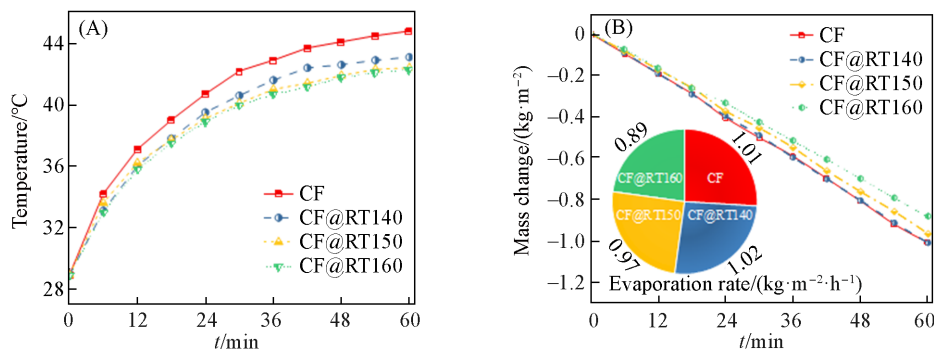 (A)
Temperature/℃
44
40
36
32
28
CF
CF@RT140
CF@RT150
CF@RT160
0 12 24 36 48 60
t/min
(B)
Mass change/(kg·m−2)
0
−0.2
−0.4
−0.6
−0.8
−1.0
−1.2
CF
CF@RT140
CF@RT150
CF@RT160
0.89
1.01
CF@RT160 CF
CF@RT150 CF@RT140
0.97
1.02
Evaporation rate/(kg·m−2·h−1)
0 12 24 36 48 60
t/min